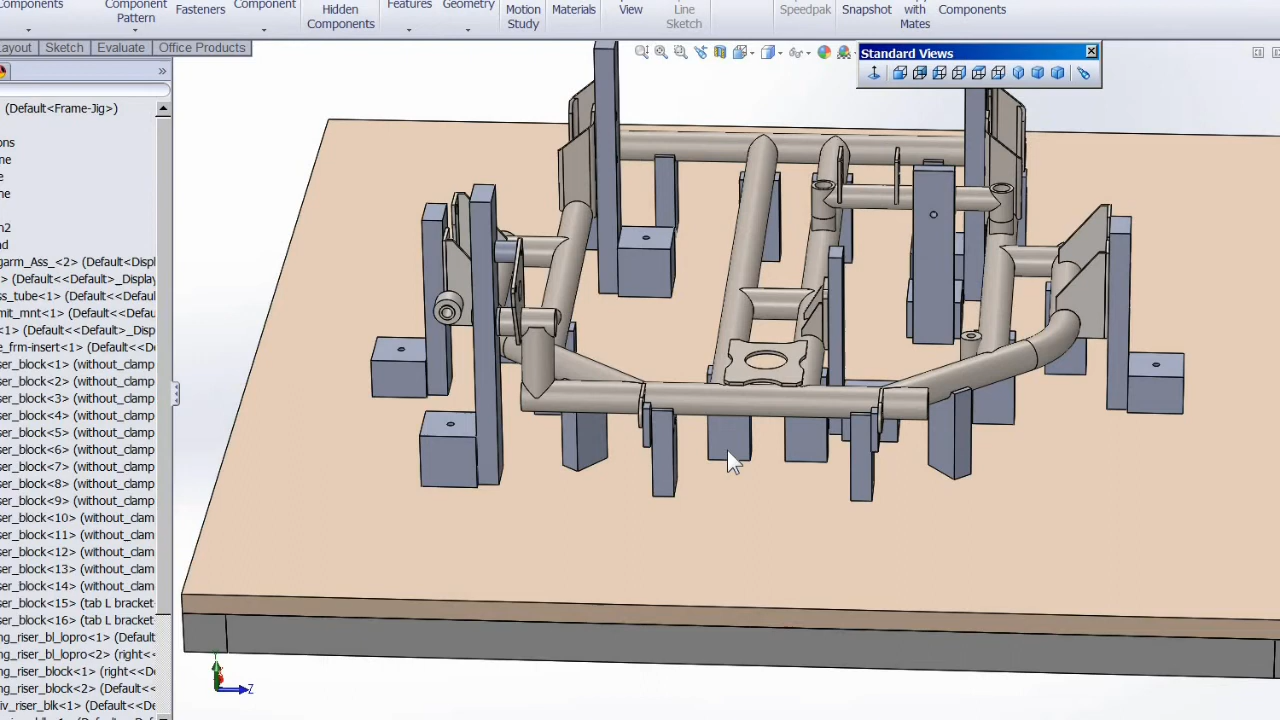 omponents
Component
Pattern
Fasteners
Component
Hidden
Components
Features
Geometry
Motion
Study
Materials
View
Line
Sketch
Speedpak
Snapshot
with
Mates
Components
ayout Sketch Evaluate Office Products
Standard Views
»
(Default<Frame-Jig>)
ons
ne
e
ne
n2
ad
garm_Ass_<2> (Default<Displ
> (Default<Default>_Display
ss_tube<1> (Default<Default
mit_mnt<1> (Default<Default
<1> (Default<Default>_Disp
e_frm-insert<1> (Default<De
ser_block<1> (without_clamp
ser_block<2> (without_clamp
ser_block<3> (without_clamp
ser_block<4> (without_clamp
ser_block<5> (without_clamp
ser_block<6> (without_clamp
ser_block<7> (without_clamp
ser_block<8> (without_clamp
ser_block<9> (without_clamp
ser_block<10> (without_clam
ser_block<11> (without_clam
ser_block<12> (without_clam
ser_block<13> (without_clam
ser_block<14> (without_clam
ser_block<15> (tab L bracket
ser_block<16> (tab L bracket
ng_riser_bl_lopro<1> (Default
ng_riser_bl_lopro<2> (right<<
ng_riser_block<1> (right<<De
ng_riser_block<2> (Default<<
iv_riser_blk<1> (Default<<De
Y
Z